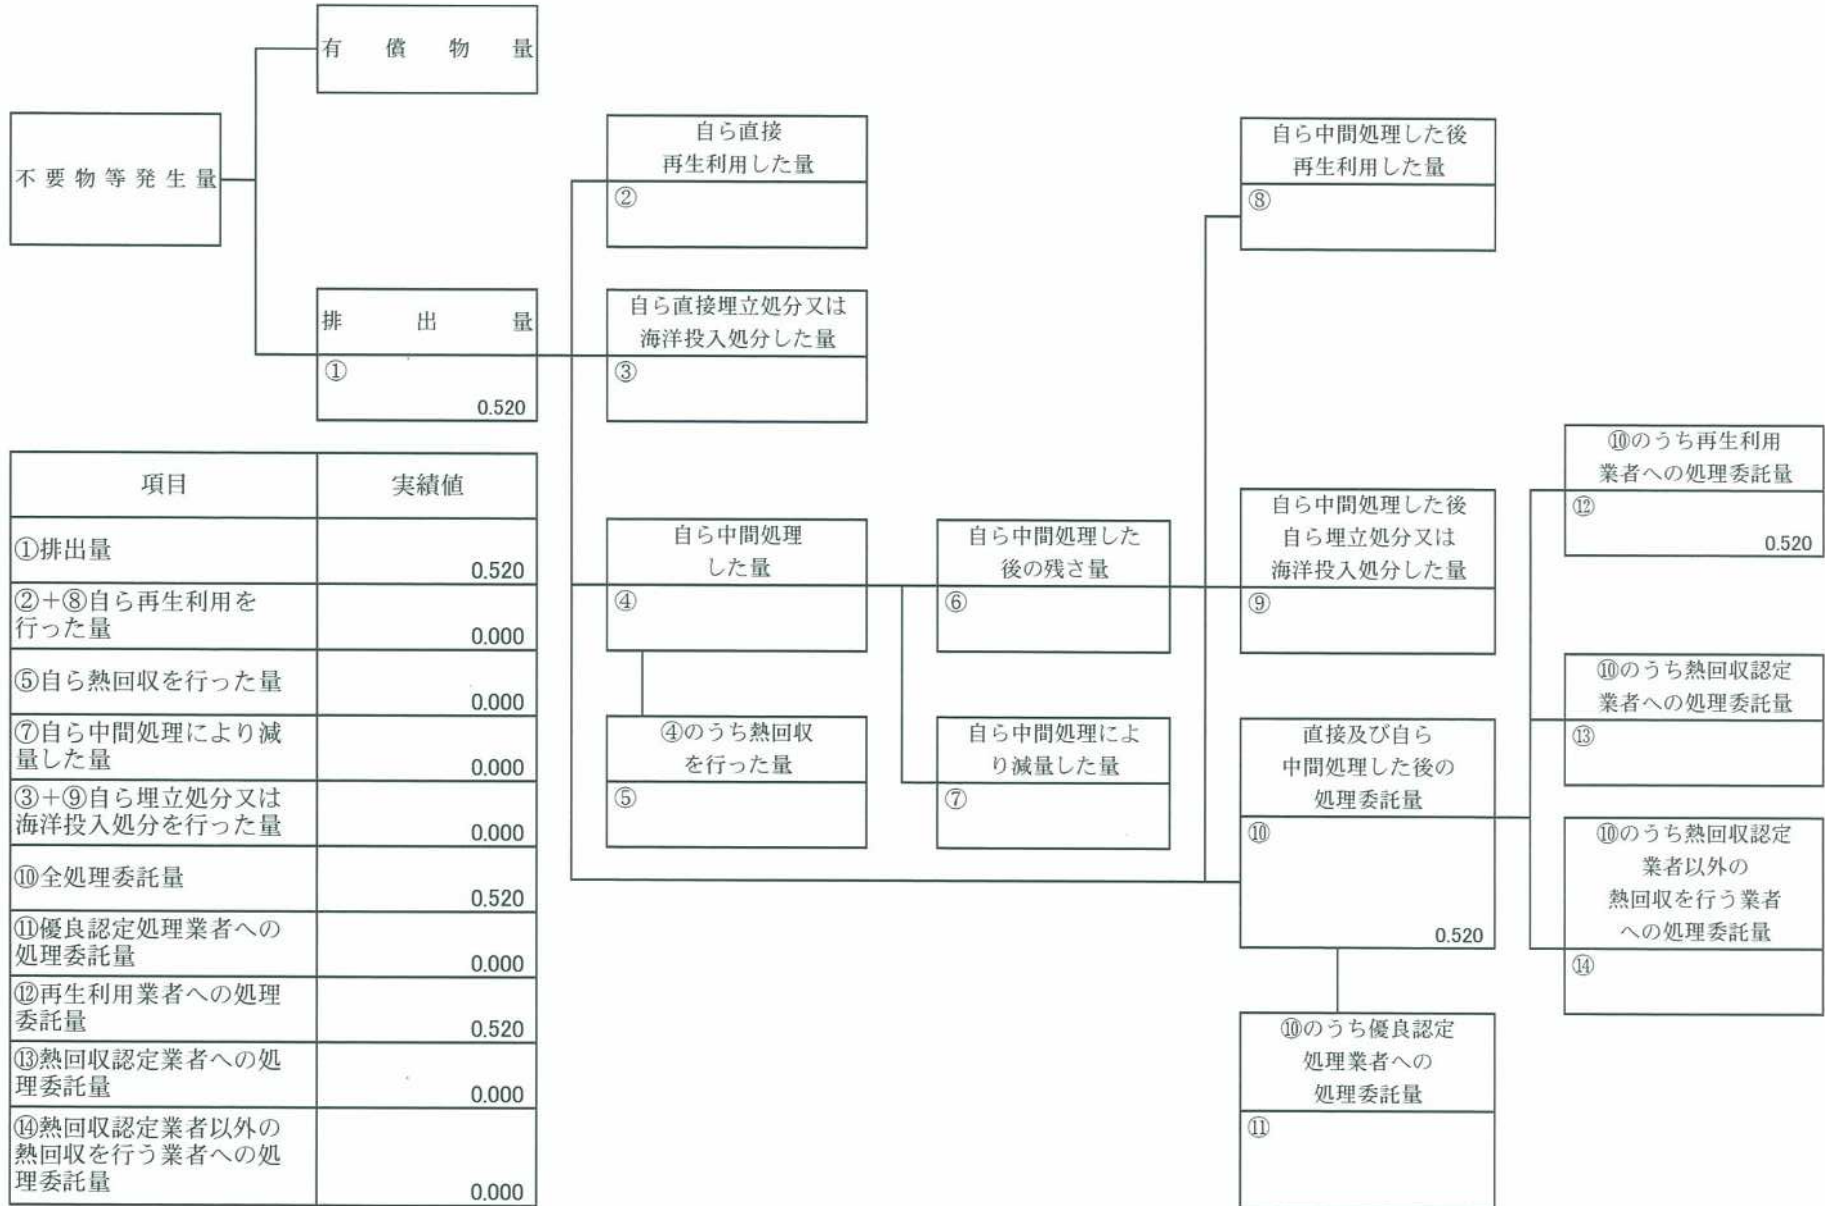 有償物量
不要物等発生量
排出量
①
0.520
自ら直接
再生利用した量
②
自ら直接埋立処分又は
海洋投入処分した量
③
自ら中間処理した後
再生利用した量
⑧
項目 実績値
①排出量
0.520
②+⑧自ら再生利用を
行った量
0.000
⑤自ら熱回収を行った量
0.000
⑦自ら中間処理により減
量した量
0.000
③+⑨自ら埋立処分又は
海洋投入処分を行った量
0.000
⑩全処理委託量
0.520
⑪優良認定処理業者への
処理委託量
0.000
⑫再生利用業者への処理
委託量
0.520
⑬熱回収認定業者への処
理委託量
0.000
⑭熱回収認定業者以外の
熱回収を行う業者への処
理委託量
0.000
自ら中間処理
した量
④
④のうち熱回収
を行った量
⑤
自ら中間処理した
後の残さ量
⑥
自ら中間処理によ
り減量した量
⑦
自ら中間処理した後
自ら埋立処分又は
海洋投入処分した量
⑨
直接及び自ら
中間処理した後の
処理委託量
⑩
0.520
⑩のうち優良認定
処理業者への
処理委託量
⑪
⑩のうち再生利用
業者への処理委託量
⑫
0.520
⑩のうち熱回収認定
業者への処理委託量
⑬
⑩のうち熱回収認定
業者以外の
熱回収を行う業者
への処理委託量
⑭